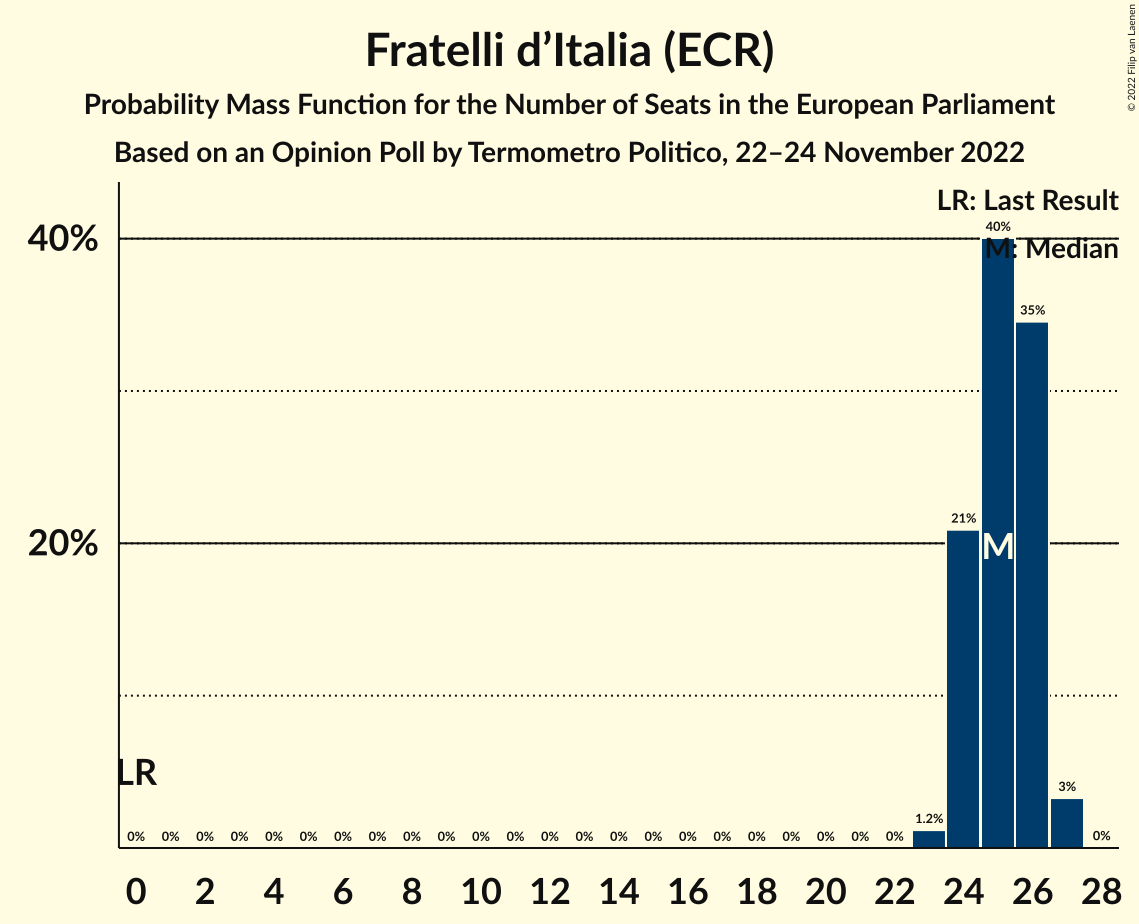 Fratelli d’Italia (ECR)
Probability Mass Function for the Number of Seats in the European Parliament
Based on an Opinion Poll by Termometro Politico, 22–24 November 2022
© 2022 Filip van Laenen
LR: Last Result
M: Median
40%
20%
40%
35%
21%
M
LR
3%
1.2%
0% 0% 0% 0% 0% 0% 0% 0% 0% 0% 0% 0% 0% 0% 0% 0% 0% 0% 0% 0% 0% 0% 0% 0%
0 2 4 6 8 10 12 14 16 18 20 22 24 26 28